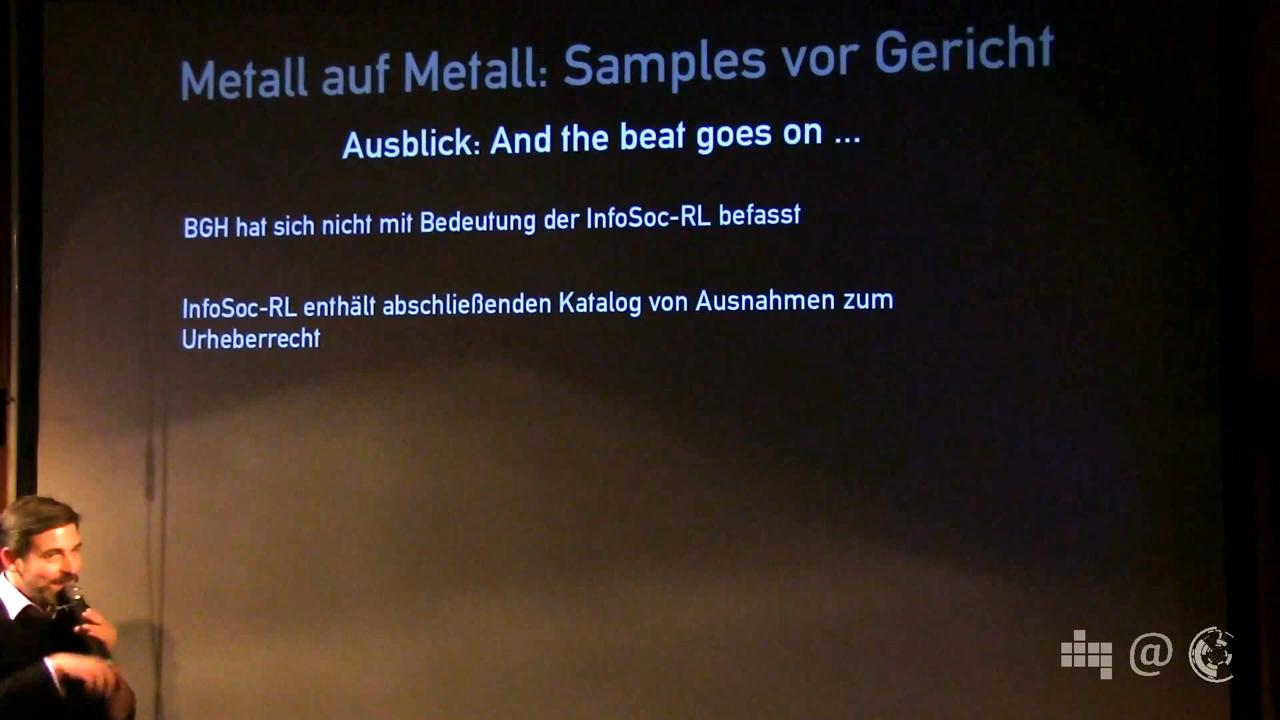 Metall auf Metall: Samples vor Gericht
Ausblick: And the beat goes on ...
BGH hat sich nicht mit Bedeutung der InfoSoc-RL befasst
InfoSoc-RL enthält abschließenden Katalog von Ausnahmen zum
Urheberrecht
@